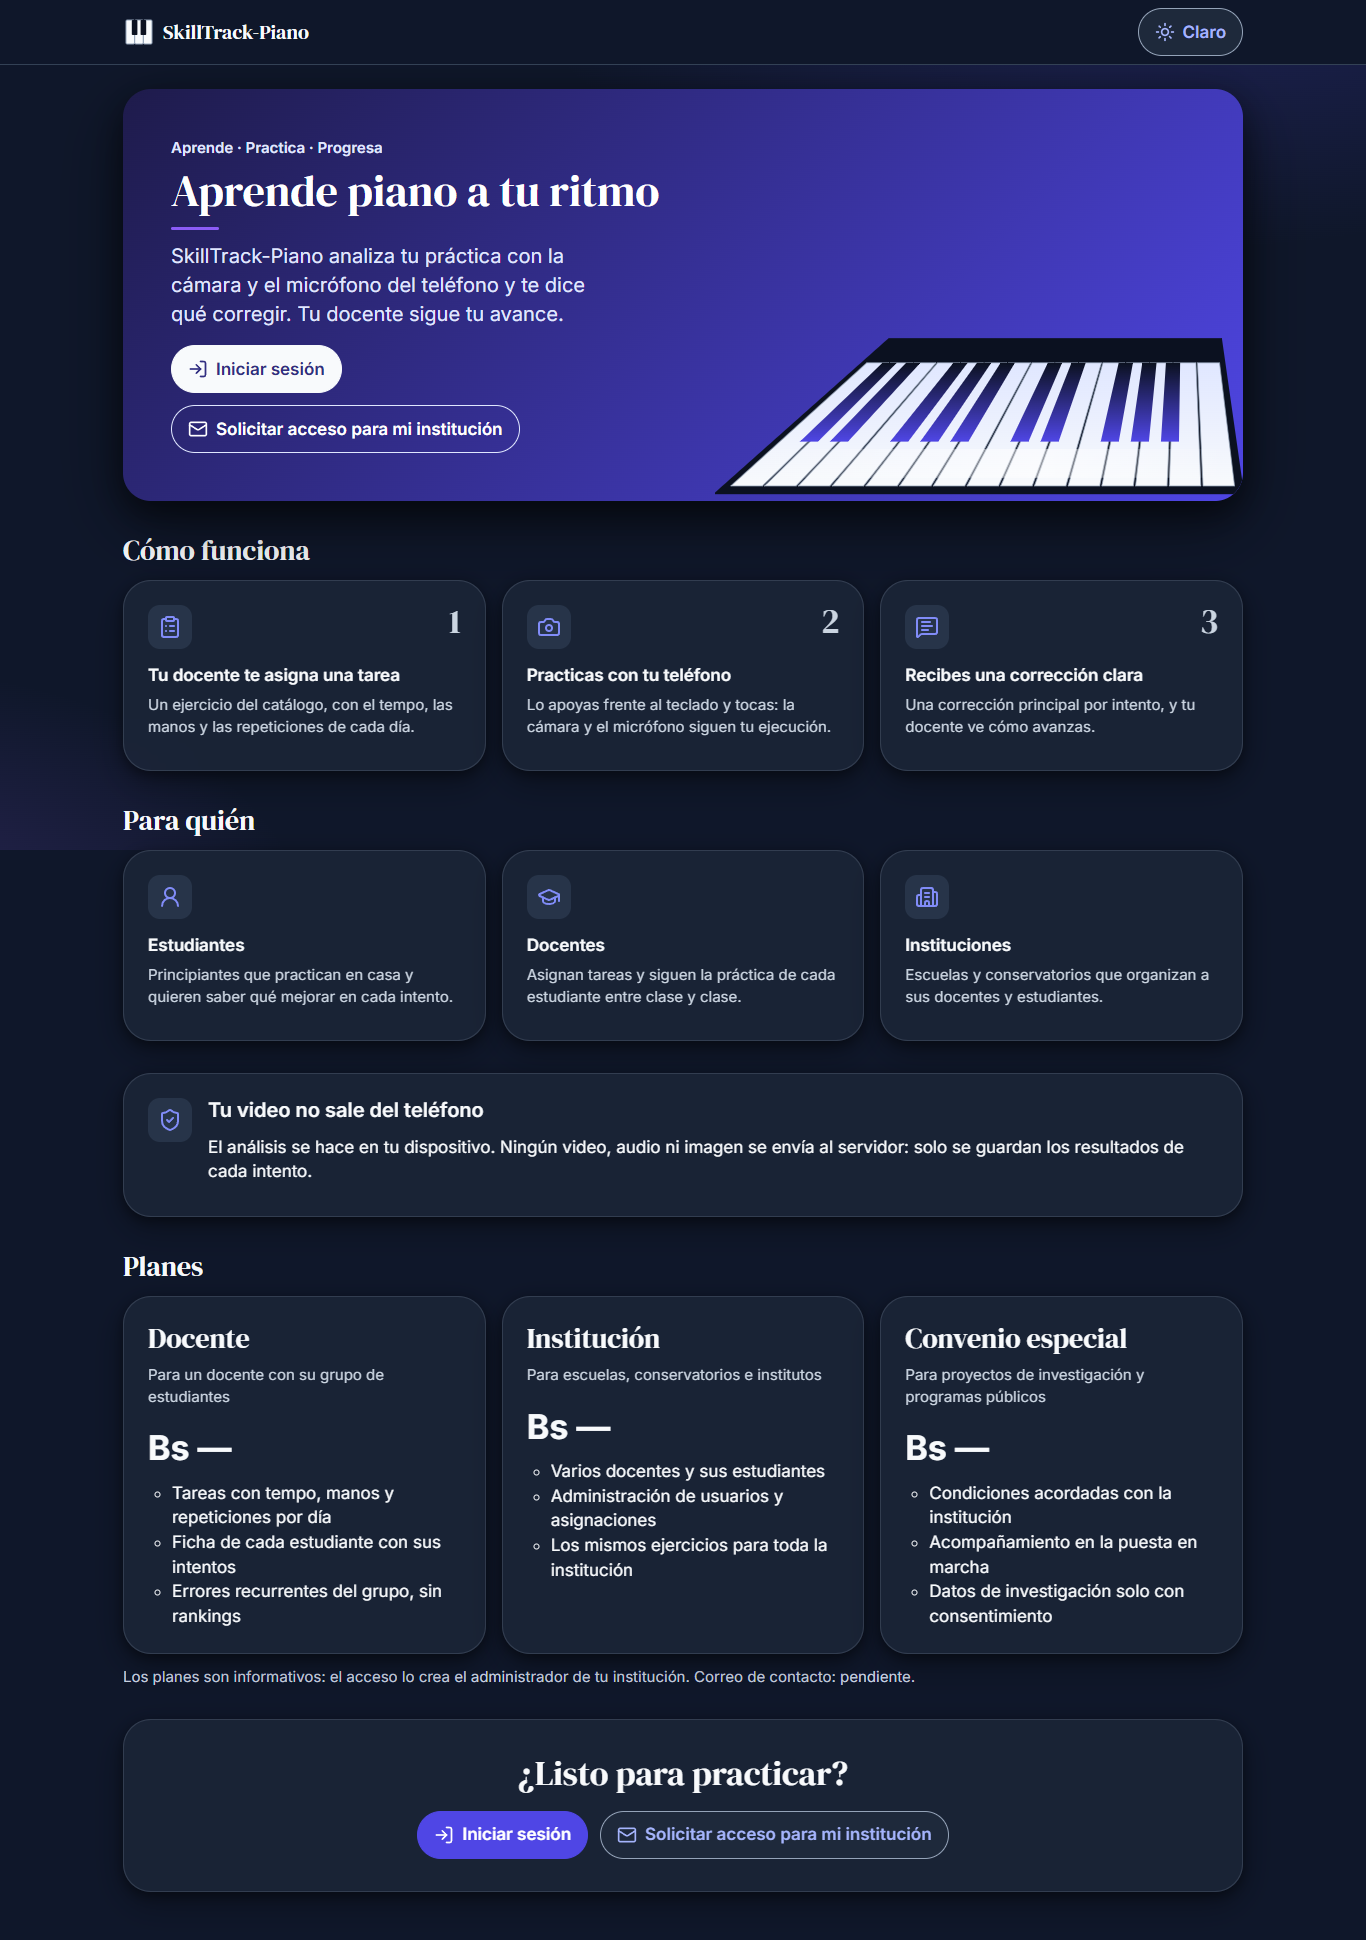 SkillTrack-Piano
Claro
Aprende · Practica · Progresa
Aprende piano a tu ritmo
SkillTrack-Piano analiza tu práctica con la
cámara y el micrófono del teléfono y te dice
qué corregir. Tu docente sigue tu avance.
Iniciar sesión
Solicitar acceso para mi institución
Cómo funciona
1
Tu docente te asigna una tarea
Un ejercicio del catálogo, con el tempo, las
manos y las repeticiones de cada día.
2
Practicas con tu teléfono
Lo apoyas frente al teclado y tocas: la
cámara y el micrófono siguen tu ejecución.
3
Recibes una corrección clara
Una corrección principal por intento, y tu
docente ve cómo avanzas.
Para quién
Estudiantes
Principiantes que practican en casa y
quieren saber qué mejorar en cada intento.
Docentes
Asignan tareas y siguen la práctica de cada
estudiante entre clase y clase.
Instituciones
Escuelas y conservatorios que organizan a
sus docentes y estudiantes.
Tu video no sale del teléfono
El análisis se hace en tu dispositivo. Ningún video, audio ni imagen se envía al servidor: solo se guardan los resultados de
cada intento.
Planes
Docente
Para un docente con su grupo de
estudiantes
Bs —
Tareas con tempo, manos y
repeticiones por día
Ficha de cada estudiante con sus
intentos
Errores recurrentes del grupo, sin
rankings
Institución
Para escuelas, conservatorios e institutos
Bs —
Varios docentes y sus estudiantes
Administración de usuarios y
asignaciones
Los mismos ejercicios para toda la
institución
Convenio especial
Para proyectos de investigación y
programas públicos
Bs —
Condiciones acordadas con la
institución
Acompañamiento en la puesta en
marcha
Datos de investigación solo con
consentimiento
Los planes son informativos: el acceso lo crea el administrador de tu institución. Correo de contacto: pendiente.
¿Listo para practicar?
Iniciar sesión
Solicitar acceso para mi institución